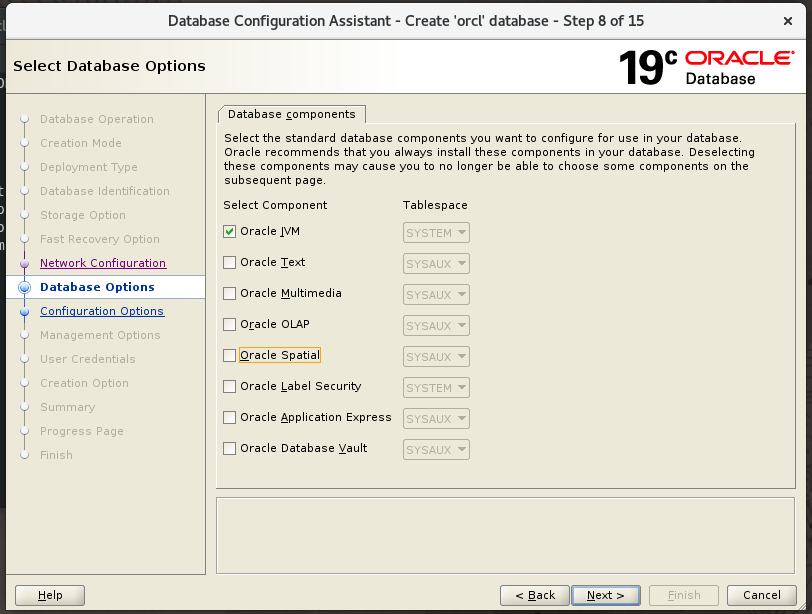 Database Configuration Assistant - Create 'orcl' database - Step 8 of 15
Select Database Options
19c ORACLE
Database
Database Operation
Creation Mode
Deployment Type
Database Identification
Storage Option
Fast Recovery Option
Network Configuration
Database Options
Configuration Options
Management Options
User Credentials
Creation Option
Summary
Progress Page
Finish
Database components
Select the standard database components you want to configure for use in your database.
Oracle recommends that you always install these components in your database. Deselecting
these components may cause you to no longer be able to choose some components on the
subsequent page.
Select Component Tablespace
Oracle JVM SYSTEM
Oracle Text SYSAUX
Oracle Multimedia SYSAUX
Oracle OLAP SYSAUX
Oracle Spatial SYSAUX
Oracle Label Security SYSTEM
Oracle Application Express SYSAUX
Oracle Database Vault SYSAUX
Help < Back Next > Finish Cancel